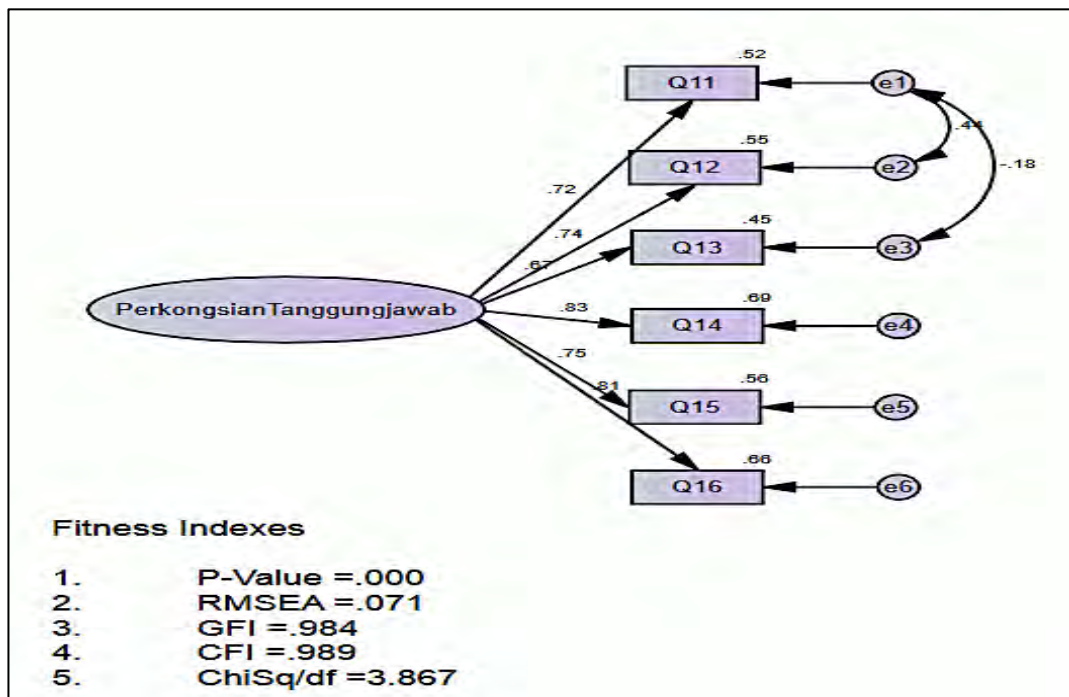 .52
Q11
e1
.44
.55
Q12
e2
-.18
.72
.74
.45
Q13
e3
.67
PerkongsianTanggungjawab
.83
.69
Q14
e4
.75
.81
.56
Q15
e5
.66
Q16
e6
Fitness Indexes
1. P-Value =.000
2. RMSEA =.071
3. GFI =.984
4. CFI =.989
5. ChiSq/df =3.867